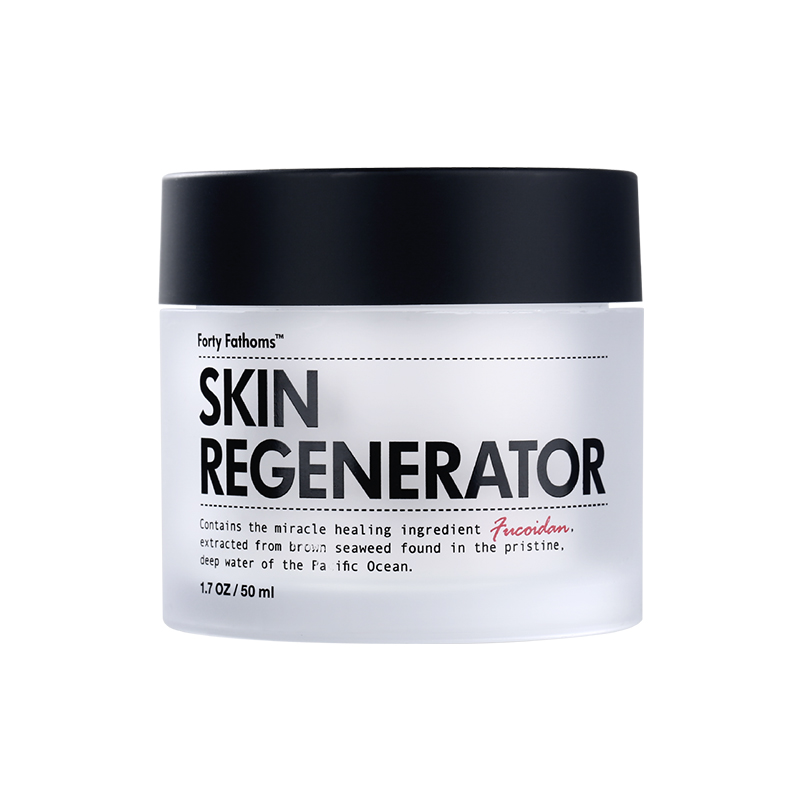 Forty Fathoms™
SKIN
REGENERATOR
Contains the miracle healing ingredient Fucoidan,
extracted from brown seaweed found in the pristine,
deep water of the Pa ific Ocean.
1.7 OZ / 50 ml